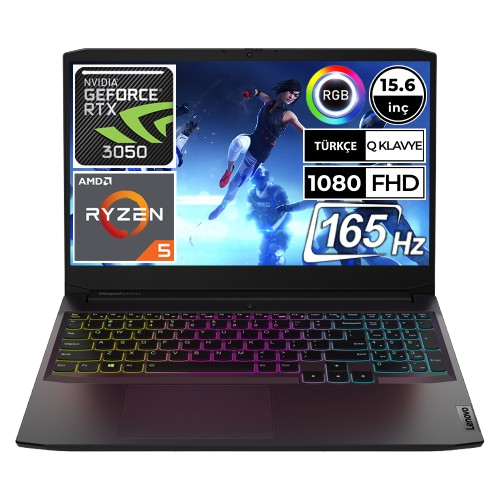 NVIDIA
GEFORCE
RTX
3050
RGB
15.6
inç
TÜRKÇE
Q KLAVYE
1080
FHD
165 Hz
AMD
RYZEN
5
Lenovo